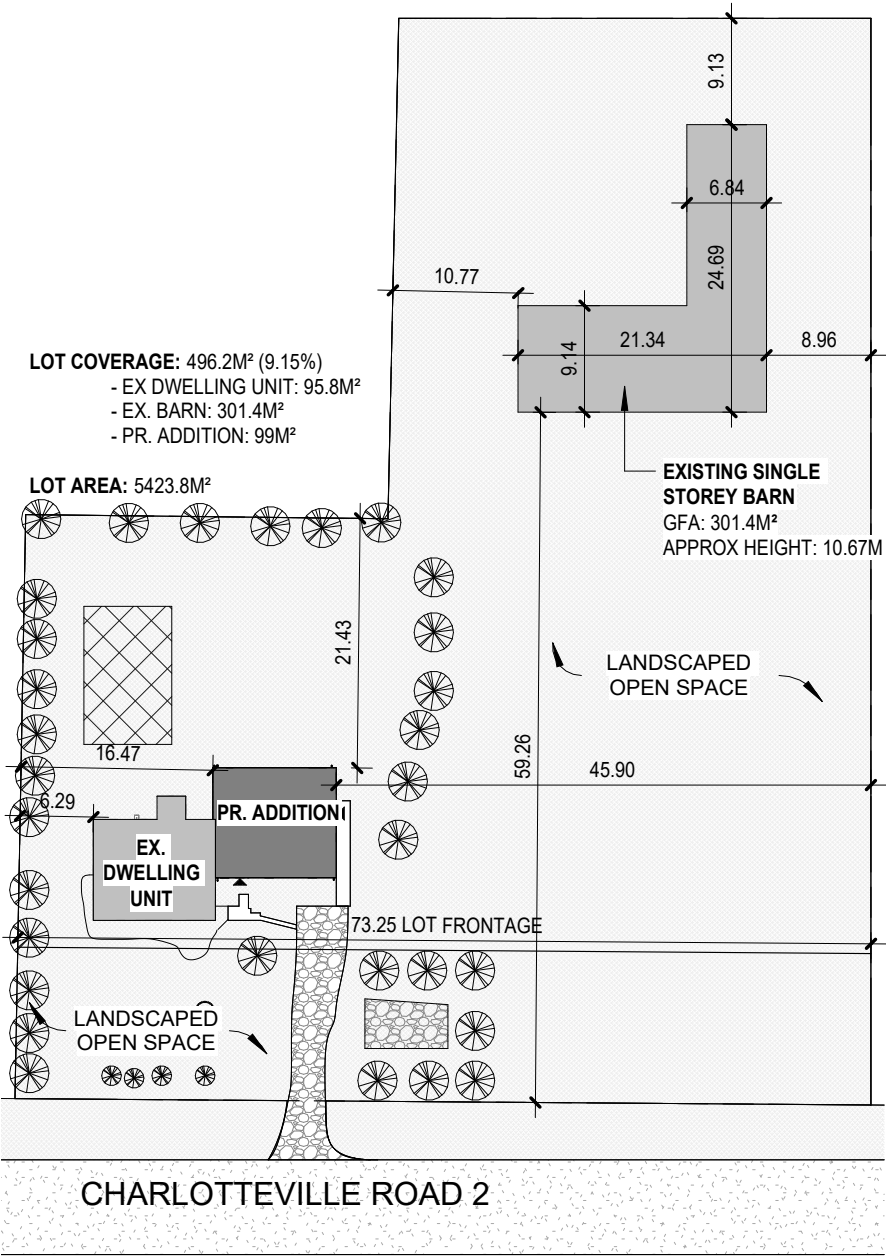 9.13
6.84
24.69
10.77
9.14
21.34
8.96
LOT COVERAGE: 496.2M² (9.15%)
- EX DWELLING UNIT: 95.8M²
- EX. BARN: 301.4M²
- PR. ADDITION: 99M²
LOT AREA: 5423.8M²
EXISTING SINGLE
STOREY BARN
GFA: 301.4M²
APPROX HEIGHT: 10.67M
21.43
LANDSCAPED
OPEN SPACE
16.47
59.26
45.90
6.29
PR. ADDITION
EX.
DWELLING
UNIT
73.25 LOT FRONTAGE
LANDSCAPED
OPEN SPACE
CHARLOTTEVILLE ROAD 2